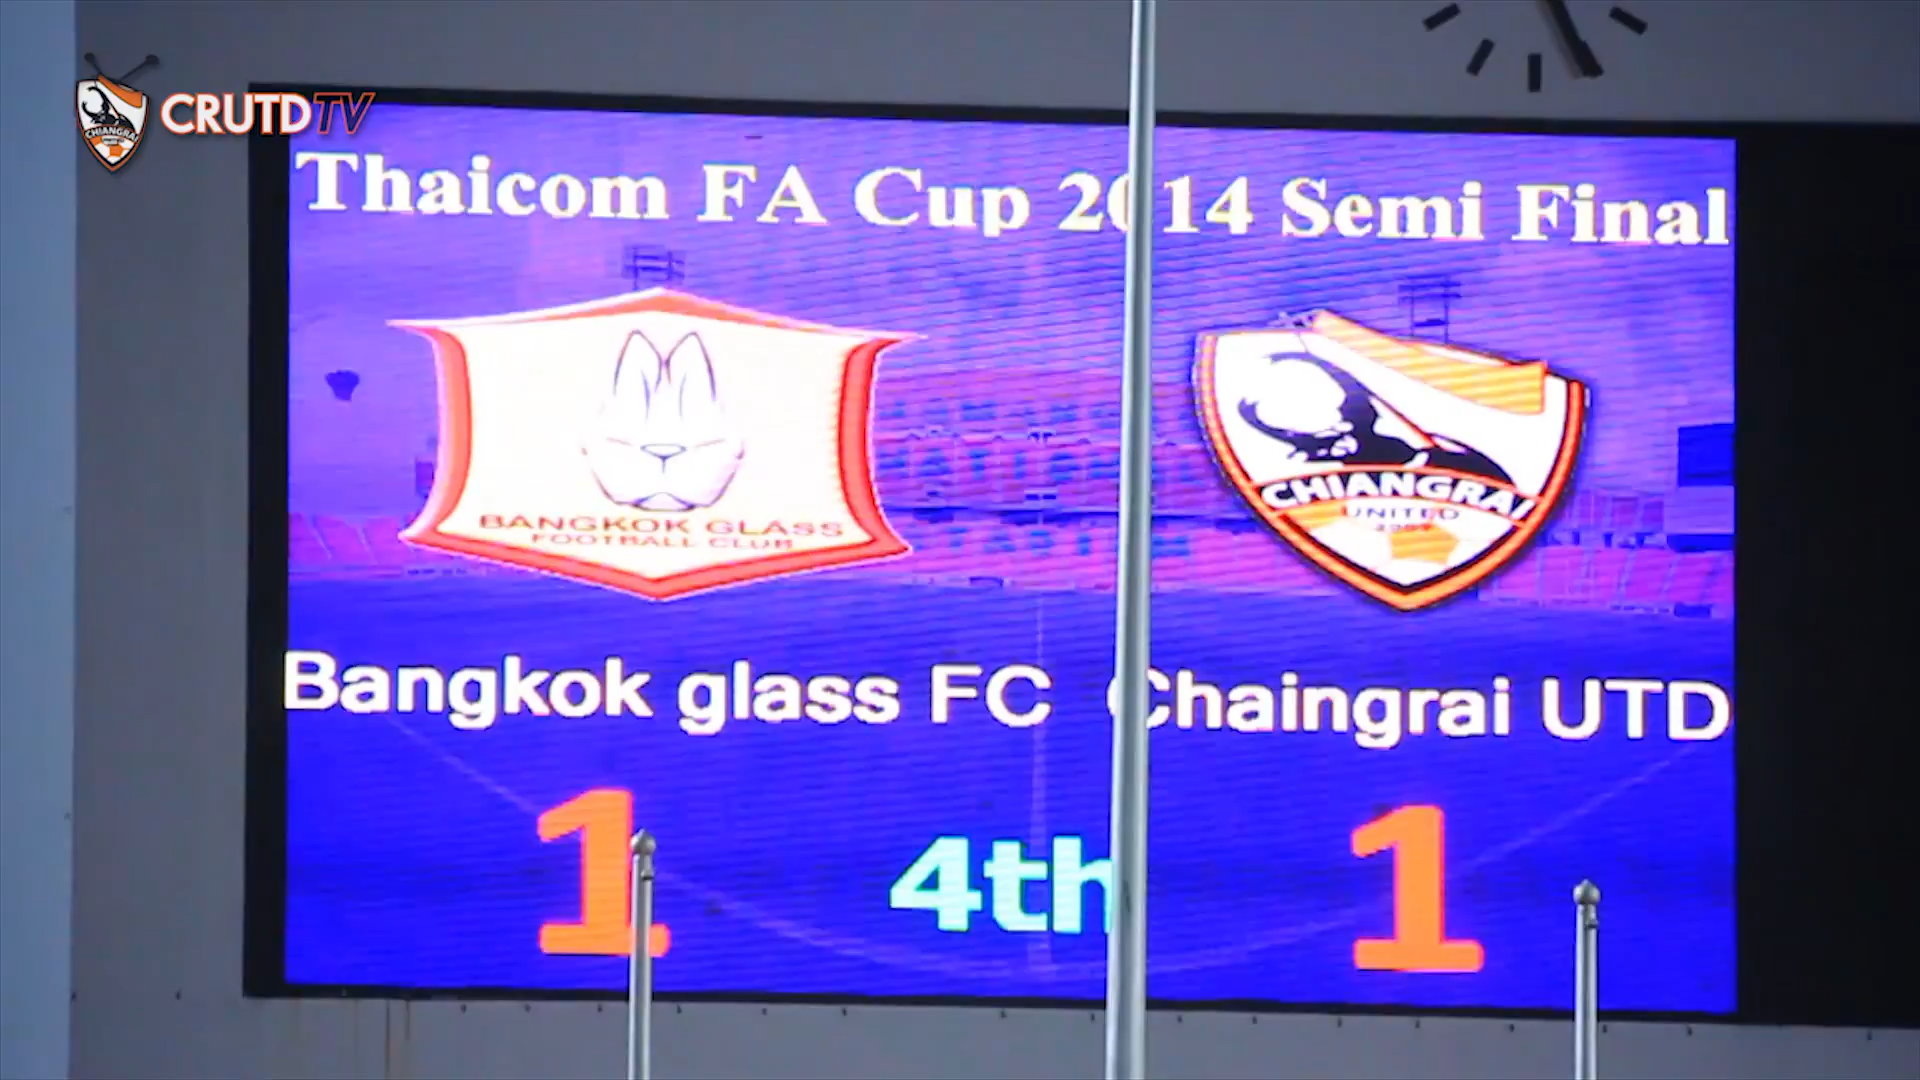 CRUTDTV
CHIANGRAI
Thaicom FA Cup 2014 Semi Final
BANGKOK GLASS
FOOTBALL CLUB
CHIANGRAI
UNITED
Bangkok glass FC Chaingrai UTD
1 4th 1